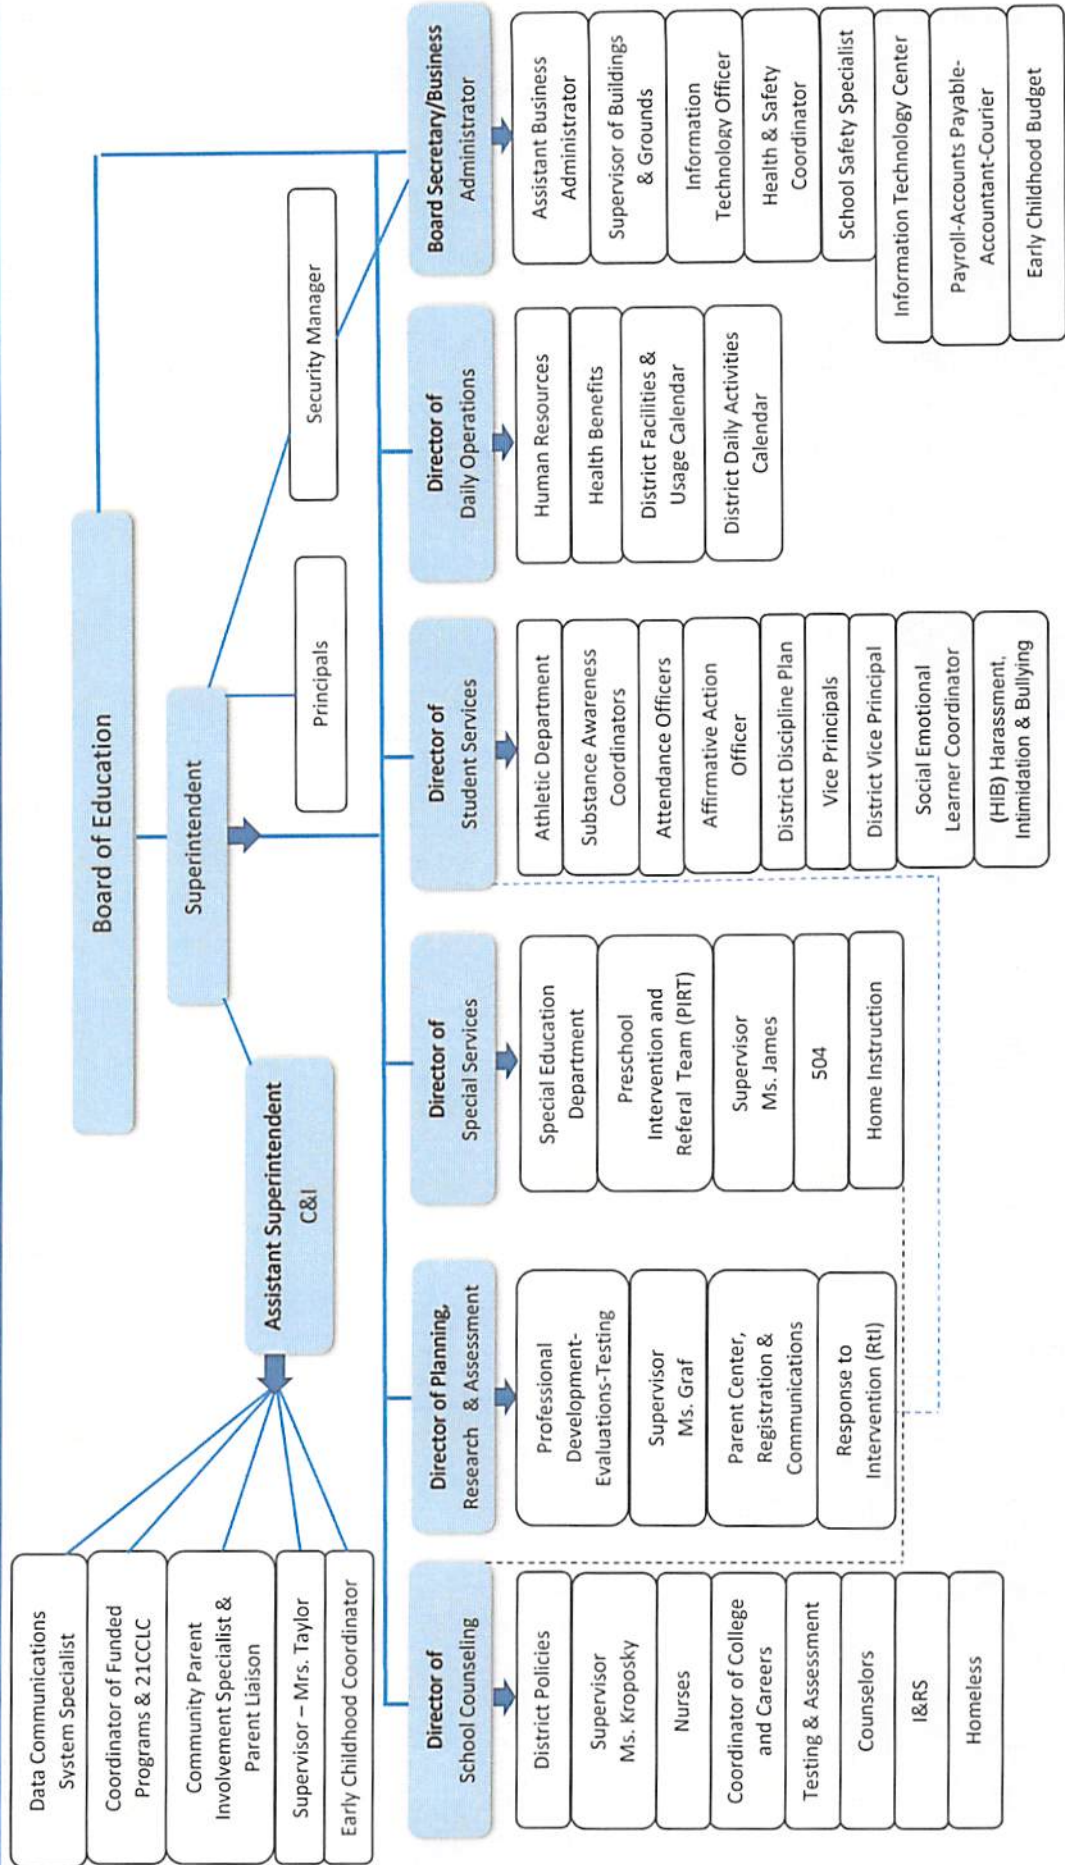 Board of Education
Superintendent
Principals
Security Manager
Assistant Superintendent
C&I
Data Communications
System Specialist
Coordinator of Funded
Programs & 21CCLC
Community Parent
Involvement Specialist &
Parent Liaison
Supervisor – Mrs. Taylor
Early Childhood Coordinator
Director of
School Counseling
District Policies
Supervisor
Ms. Kroposky
Nurses
Coordinator of College
and Careers
Testing & Assessment
Counselors
I&RS
Homeless
Director of Planning,
Research & Assessment
Professional
Development-
Evaluations-Testing
Supervisor
Ms. Graf
Parent Center,
Registration &
Communications
Response to
Intervention (RtI)
Director of
Special Services
Special Education
Department
Preschool
Intervention and
Referal Team (PIRT)
Supervisor
Ms. James
504
Home Instruction
Director of
Student Services
Athletic Department
Substance Awareness
Coordinators
Attendance Officers
Affirmative Action
Officer
District Discipline Plan
Vice Principals
District Vice Principal
Social Emotional
Learner Coordinator
(HIB) Harassment.
Intimidation & Bullying
Director of
Daily Operations
Human Resources
Health Benefits
District Facilities &
Usage Calendar
District Daily Activities
Calendar
Board Secretary/Business
Administrator
Assistant Business
Administrator
Supervisor of Buildings
& Grounds
Information
Technology Officer
Health & Safety
Coordinator
School Safety Specialist
Information Technology Center
Payroll-Accounts Payable-
Accountant-Courier
Early Childhood Budget